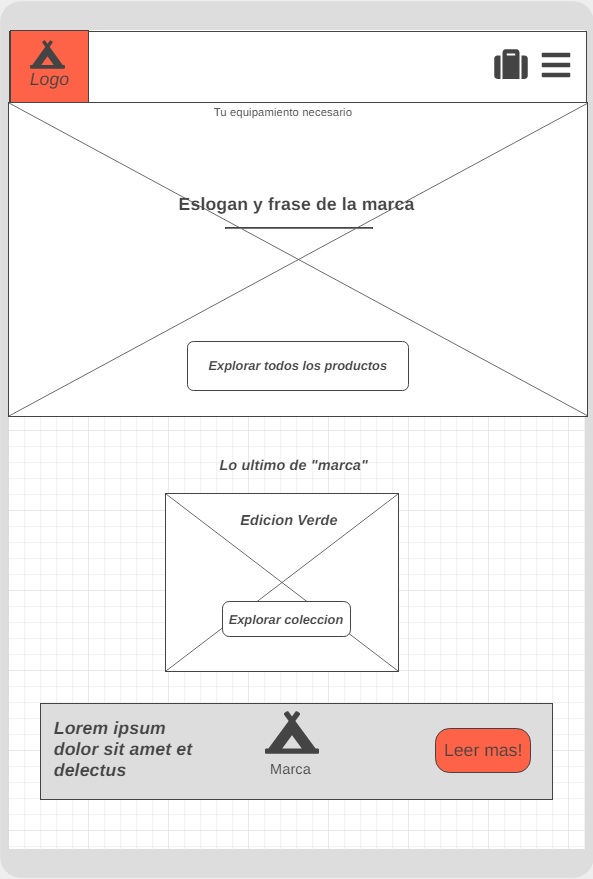 Logo
Tu equipamiento necesario
Eslogan y frase de la marca
Explorar todos los productos
Lo ultimo de "marca"
Edicion Verde
Explorar coleccion
Lorem ipsum
dolor sit amet et
delectus
Marca
Leer mas!